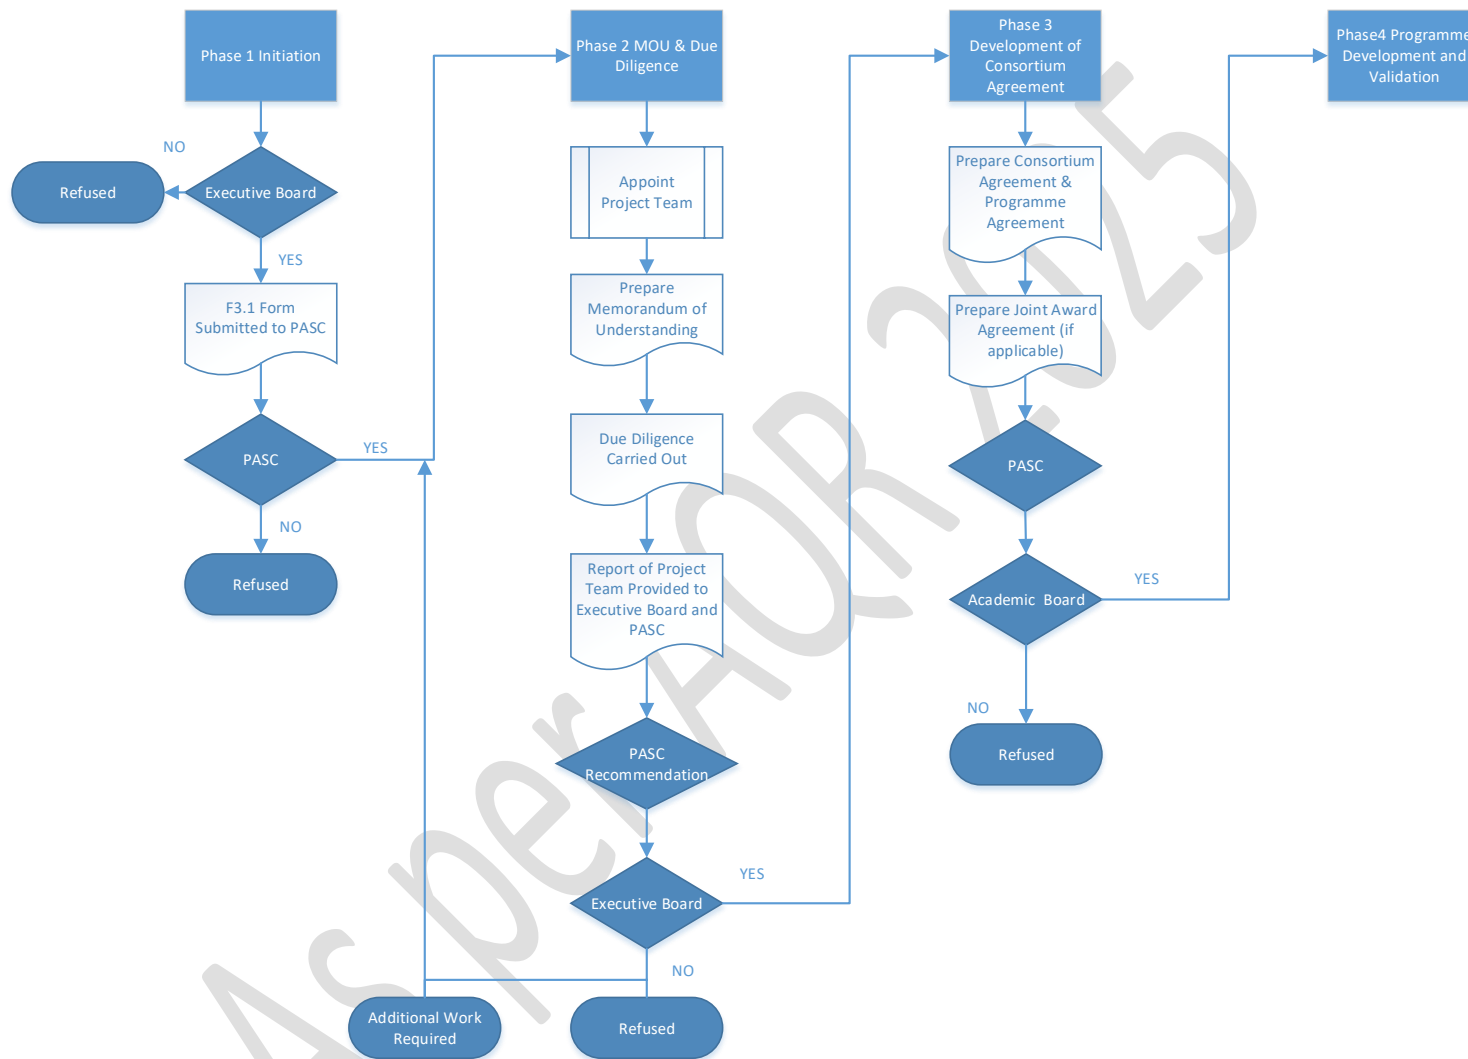 Phase 1 Initiation
NO
Refused
Executive Board
YES
F3.1 Form
Submitted to PASC
PASC
YES
NO
Refused
Phase 2 MOU & Due
Diligence
Appoint
Project Team
Prepare
Memorandum of
Understanding
Due Diligence
Carried Out
Report of Project
Team Provided to
Executive Board and
PASC
PASC
Recommendation
Executive Board
YES
NO
Additional Work
Required
Refused
Phase 3
Development of
Consortium
Agreement
Prepare Consortium
Agreement &
Programme
Agreement
Prepare Joint Award
Agreement (if
applicable)
PASC
Academic Board
YES
NO
Refused
Phase4 Programme
Development and
Validation
As per AQR 2025